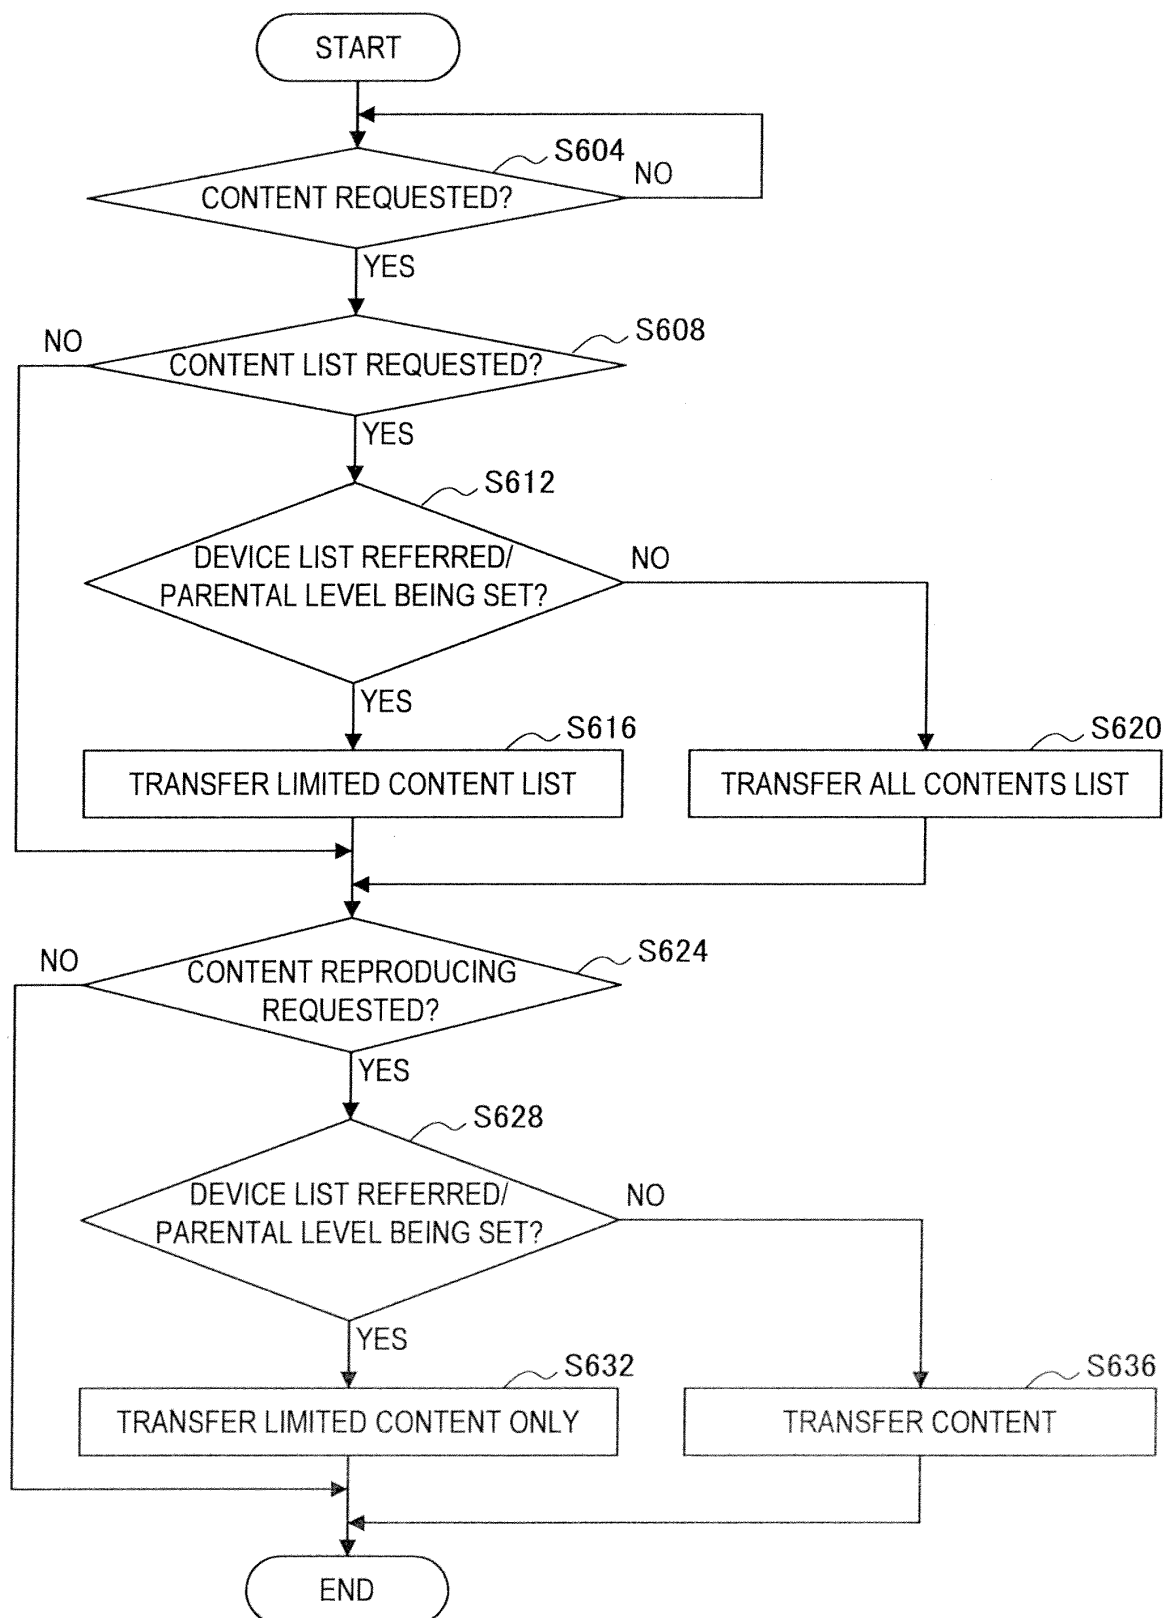 START
S604
CONTENT REQUESTED?
NO
YES
S608
NO
CONTENT LIST REQUESTED?
YES
S612
DEVICE LIST REFERRED/
PARENTAL LEVEL BEING SET?
NO
YES
S616
TRANSFER LIMITED CONTENT LIST
S620
TRANSFER ALL CONTENTS LIST
S624
NO
CONTENT REPRODUCING
REQUESTED?
YES
S628
DEVICE LIST REFERRED/
PARENTAL LEVEL BEING SET?
NO
YES
S632
TRANSFER LIMITED CONTENT ONLY
S636
TRANSFER CONTENT
END